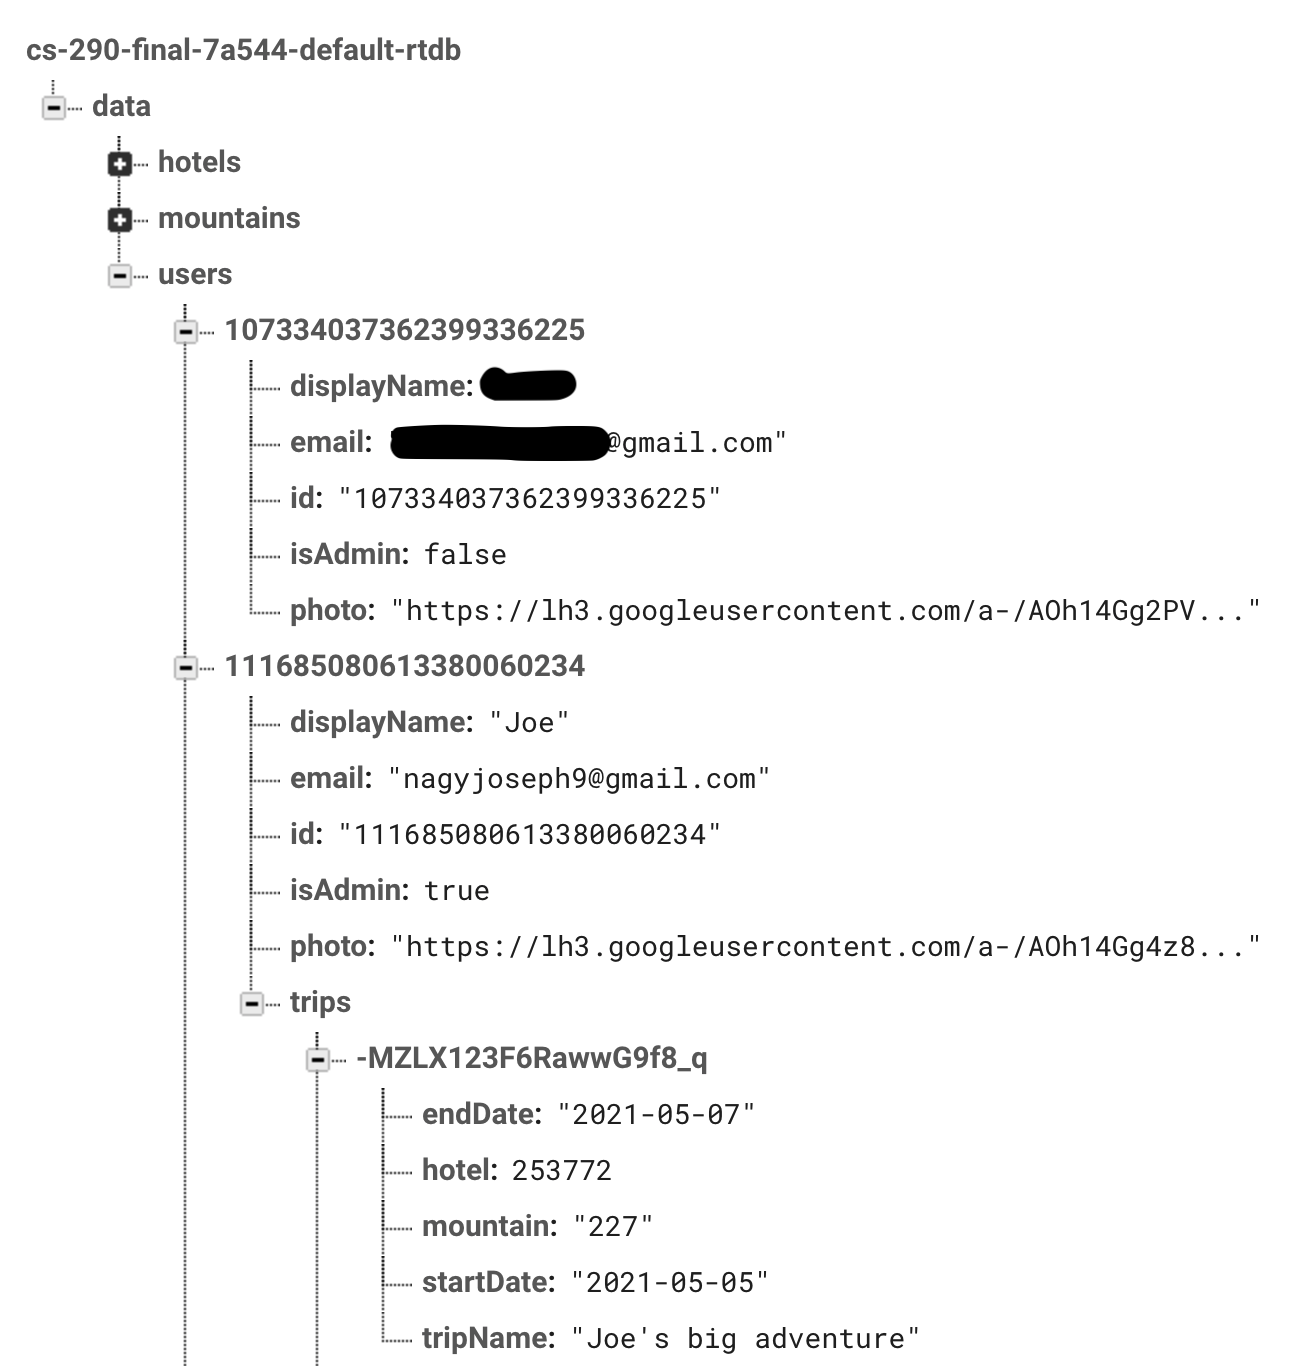 cs-290-final-7a544-default-rtdb
data
hotels
mountains
users
107334037362399336225
displayName:
email: @gmail.com"
id: "107334037362399336225"
isAdmin: false
photo: "https://lh3.googleusercontent.com/a-/AOh14Gg2PV..."
111685080613380060234
displayName: "Joe"
email: "nagyjoseph9@gmail.com"
id: "111685080613380060234"
isAdmin: true
photo: "https://lh3.googleusercontent.com/a-/AOh14Gg4z8..."
trips
-MZLX123F6RawwG9f8_q
endDate: "2021-05-07"
hotel: 253772
mountain: "227"
startDate: "2021-05-05"
tripName: "Joe's big adventure"